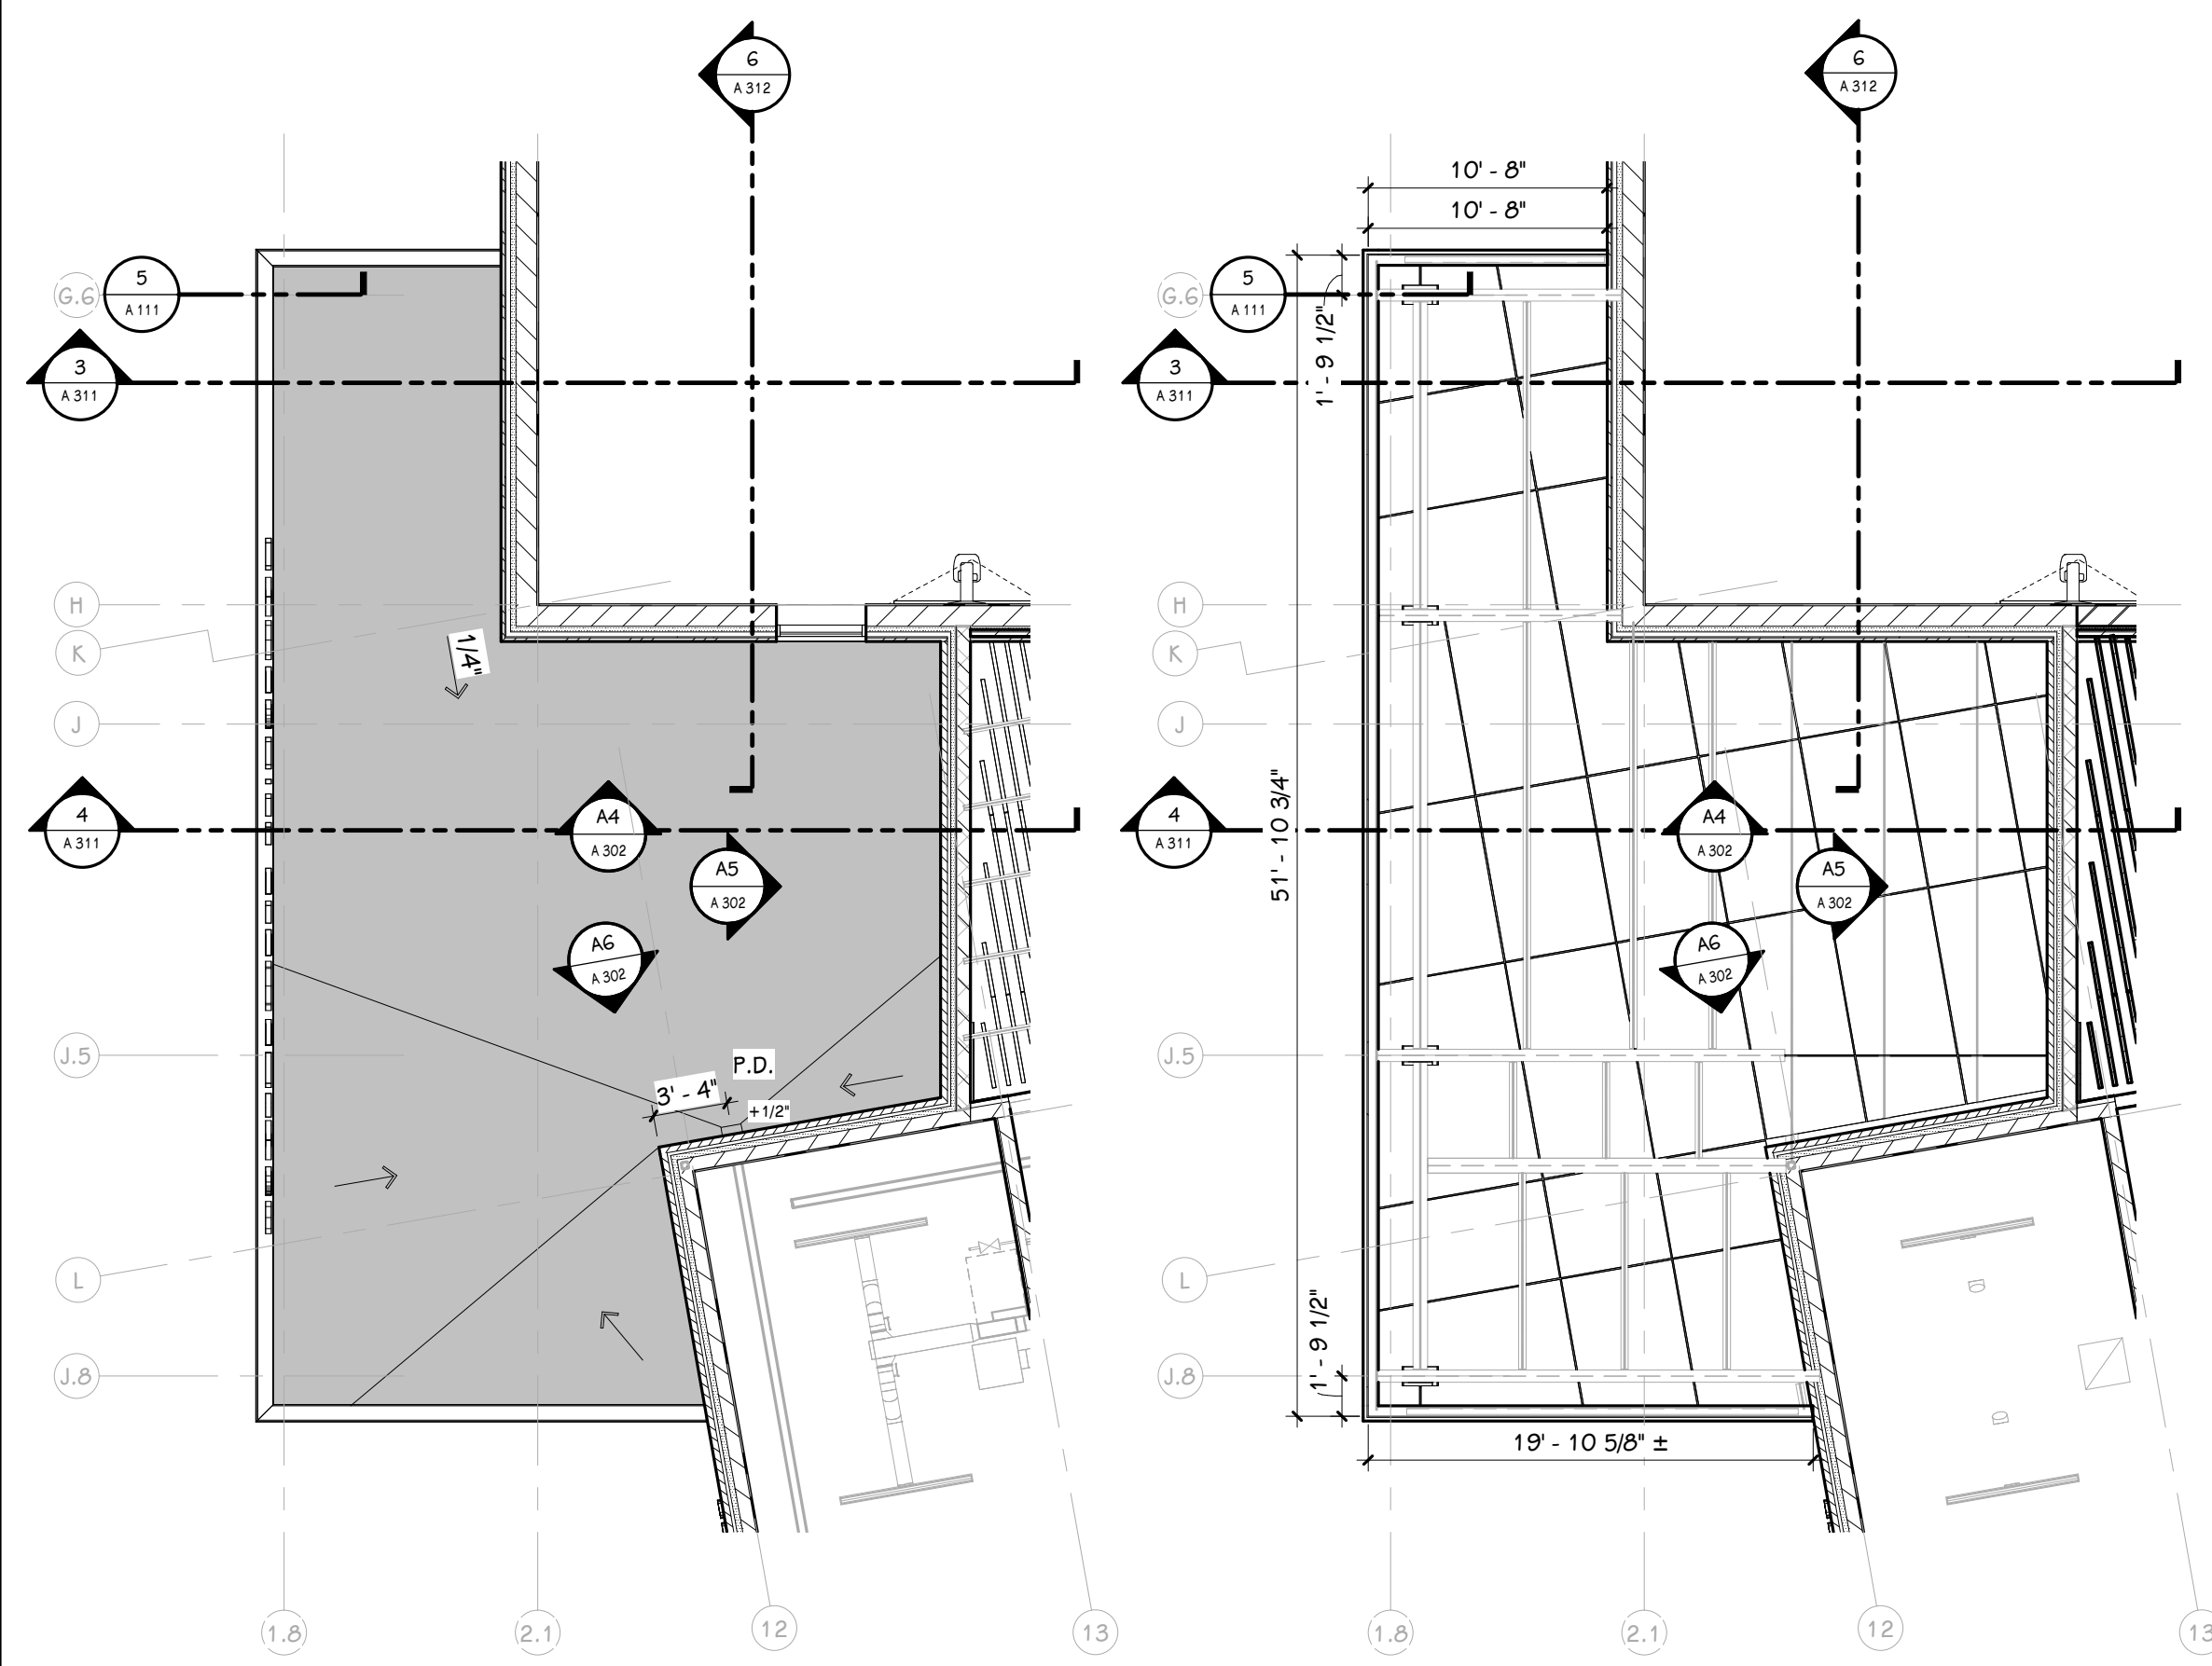 6
A 312
5
A 111
G.6
3
A 311
H
K
1/4"
J
4
A 311
A4
A 302
A5
A 302
A6
A 302
J.5
P.D.
3' - 4"
+1/2"
L
J.8
1.8
2.1
12
13
6
A 312
10' - 8"
10' - 8"
G.6
5
A 111
1' - 9 1/2"
3
A 311
H
K
J
51' - 10 3/4"
4
A 311
A4
A 302
A5
A 302
A6
A 302
J.5
L
1' - 9 1/2"
J.8
19' - 10 5/8" ±
1.8
2.1
12
13